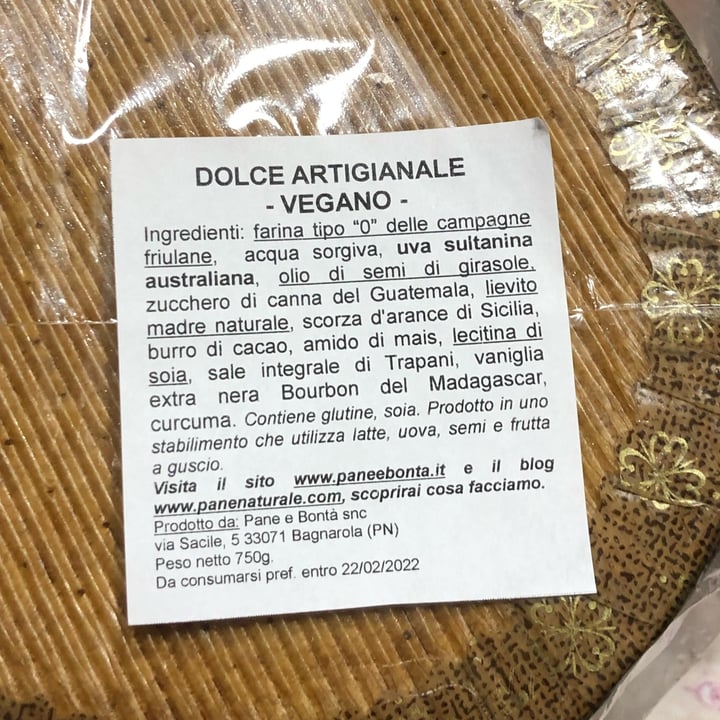 DOLCE ARTIGIANALE
- VEGANO -
Ingredienti: farina tipo “0” delle campagne
friulane, acqua sorgiva, uva sultanina
australiana, olio di semi di girasole,
zucchero di canna del Guatemala, lievito
madre naturale, scorza d'arance di Sicilia,
burro di cacao, amido di mais, lecitina di
soia, sale integrale di Trapani, vaniglia
extra nera Bourbon del Madagascar,
curcuma. Contiene glutine, soia. Prodotto in uno
stabilimento che utilizza latte, uova, semi e frutta
a guscio.
Visita il sito www.paneebonta.it e il blog
www.panenaturale.com, scoprirai cosa facciamo.
Prodotto da: Pane e Bontà snc
via Sacile, 5 33071 Bagnarola (PN)
Peso netto 750g.
Da consumarsi pref. entro 22/02/2022